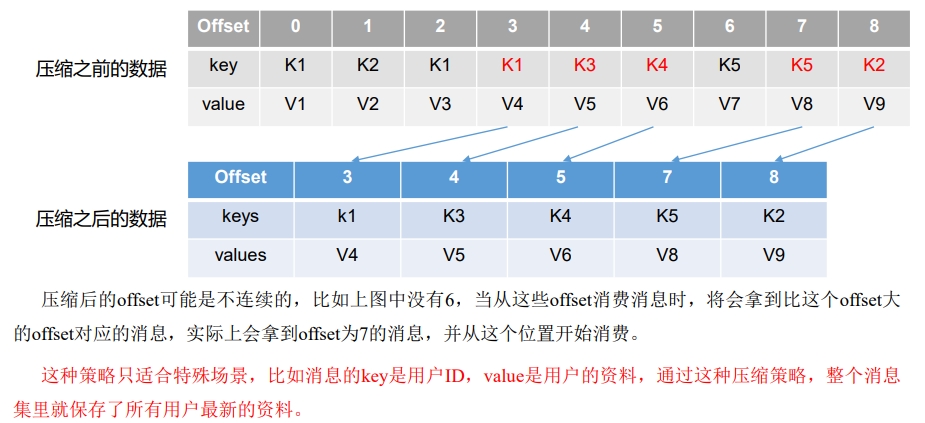 Offset 0 1 2 3 4 5 6 7 8
压缩之前的数据 key K1 K2 K1 K1 K3 K4 K5 K5 K2
value V1 V2 V3 V4 V5 V6 V7 V8 V9
Offset 3 4 5 7 8
压缩之后的数据 keys k1 K3 K4 K5 K2
values V4 V5 V6 V8 V9
压缩后的offset可能是不连续的，比如上图中没有6，当从这些offset消费消息时，将会拿到比这个offset大
的offset对应的消息，实际上会拿到offset为7的消息，并从这个位置开始消费。
这种策略只适合特殊场景，比如消息的key是用户ID，value是用户的资料，通过这种压缩策略，整个消息
集里就保存了所有用户最新的资料。